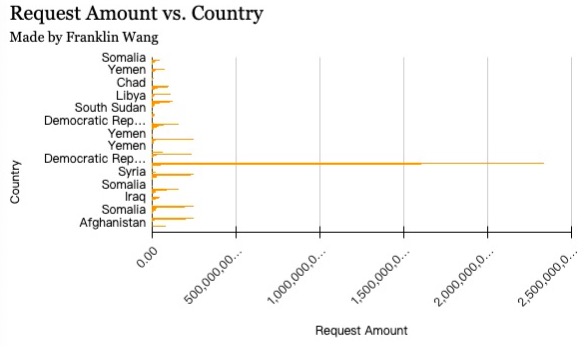 Request Amount vs. Country
Made by Franklin Wang
Somalia
Yemen
Chad
Libya
South Sudan
Democratic Rep...
Yemen
Yemen
Democratic Rep...
Syria
Somalia
Iraq
Somalia
Afghanistan
Country
0.00
500,000,00...
1,000,000,0...
1,500,000,0...
2,000,000,0...
2,500,000,0...
Request Amount